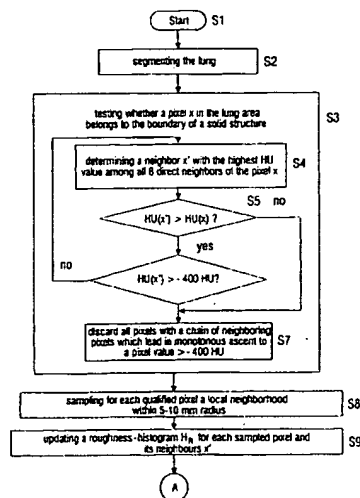 Start
S1
segmenting the lung
S2
testing whether a pixel x in the lung area
belongs to the boundary of a solid structure
S3
determining a neighbor x' with the highest HU
value among all 8 direct neighbors of the pixel x
S4
HU(x') > HU(x) ?
S5
no
yes
HU(x') > - 400 HU?
no
discard all pixels with a chain of neighboring
pixels which lead in monotonous ascent to
a pixel value > - 400 HU
S7
sampling for each qualified pixel a local neighborhood
within 5-10 mm radius
S8
updating a roughness-histogram HR for each sampled pixel and
its neighbours x'
S9
A